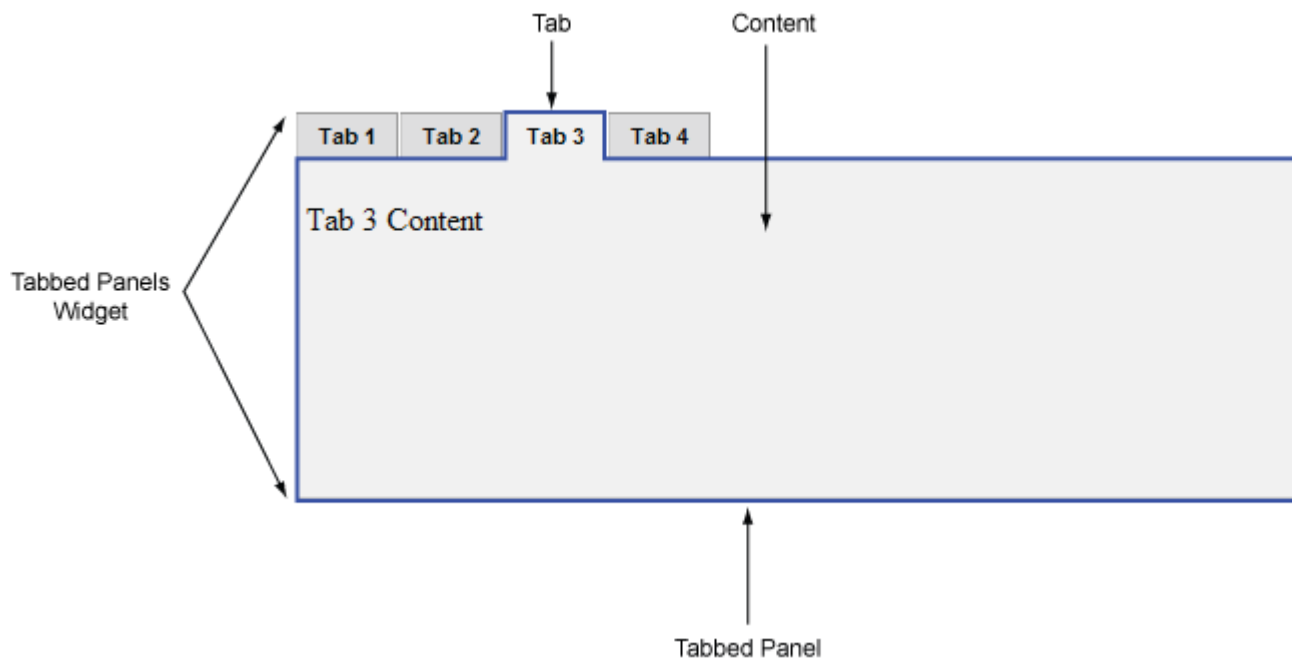 Tab
Content
Tab 1
Tab 2
Tab 3
Tab 4
Tab 3 Content
Tabbed Panels
Widget
Tabbed Panel